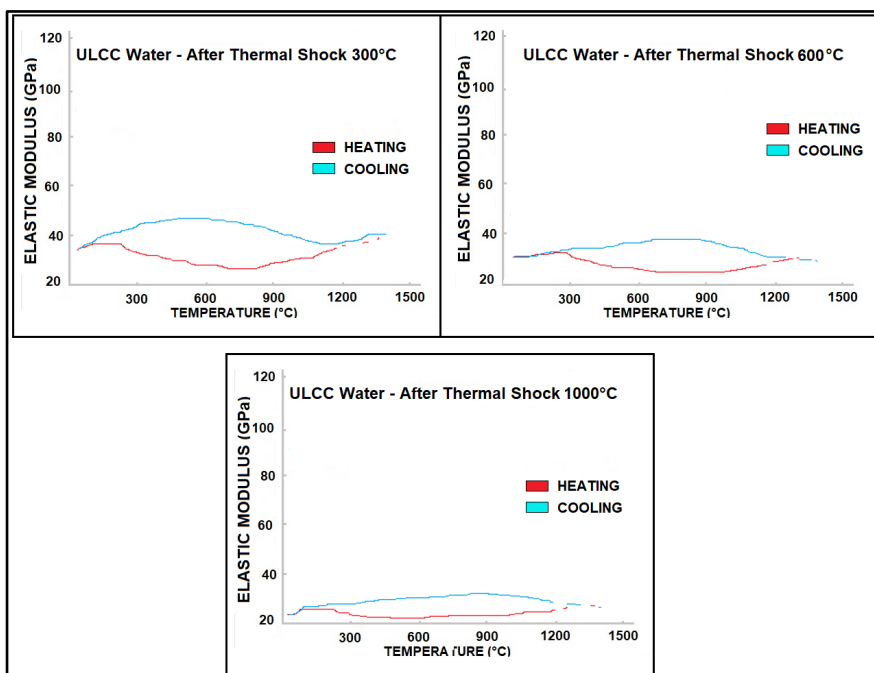 120
ULCC Water - After Thermal Shock 300°C
100
80
HEATING
COOLING
60
40
20
ELASTIC MODULUS (GPa)
300 600 900 1200 1500
TEMPERATURE (°C)
120
ULCC Water - After Thermal Shock 600°C
100
80
HEATING
COOLING
60
40
20
ELASTIC MODULUS (GPa)
300 600 900 1200 1500
TEMPERATURE (°C)
120
ULCC Water - After Thermal Shock 1000°C
100
80
HEATING
COOLING
60
40
20
ELASTIC MODULUS (GPa)
300 600 900 1200 1500
TEMPERATURE (°C)